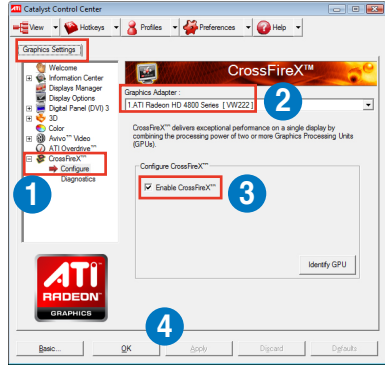 Catalyst Control Center
View Hotkeys Profiles Preferences Help
Graphics Settings
Welcome
Information Center
Displays Manager
Display Options
Digital Panel (DVI) 3
3D
Color
Avivo™ Video
ATI Overdrive™
CrossFireX™
Configure
Diagnostics
1
ATI
RADEON
GRAPHICS
CrossFireX™
Graphics Adapter :
1.ATI Radeon HD 4800 Series [ VW222 ]
2
CrossFireX™ delivers exceptional performance on a single display by
combining the processing power of two or more Graphics Processing Units
(GPUs).
Configure CrossFireX™
Enable CrossFireX™
3
Identify GPU
4
Basic... OK Apply Discard Defaults